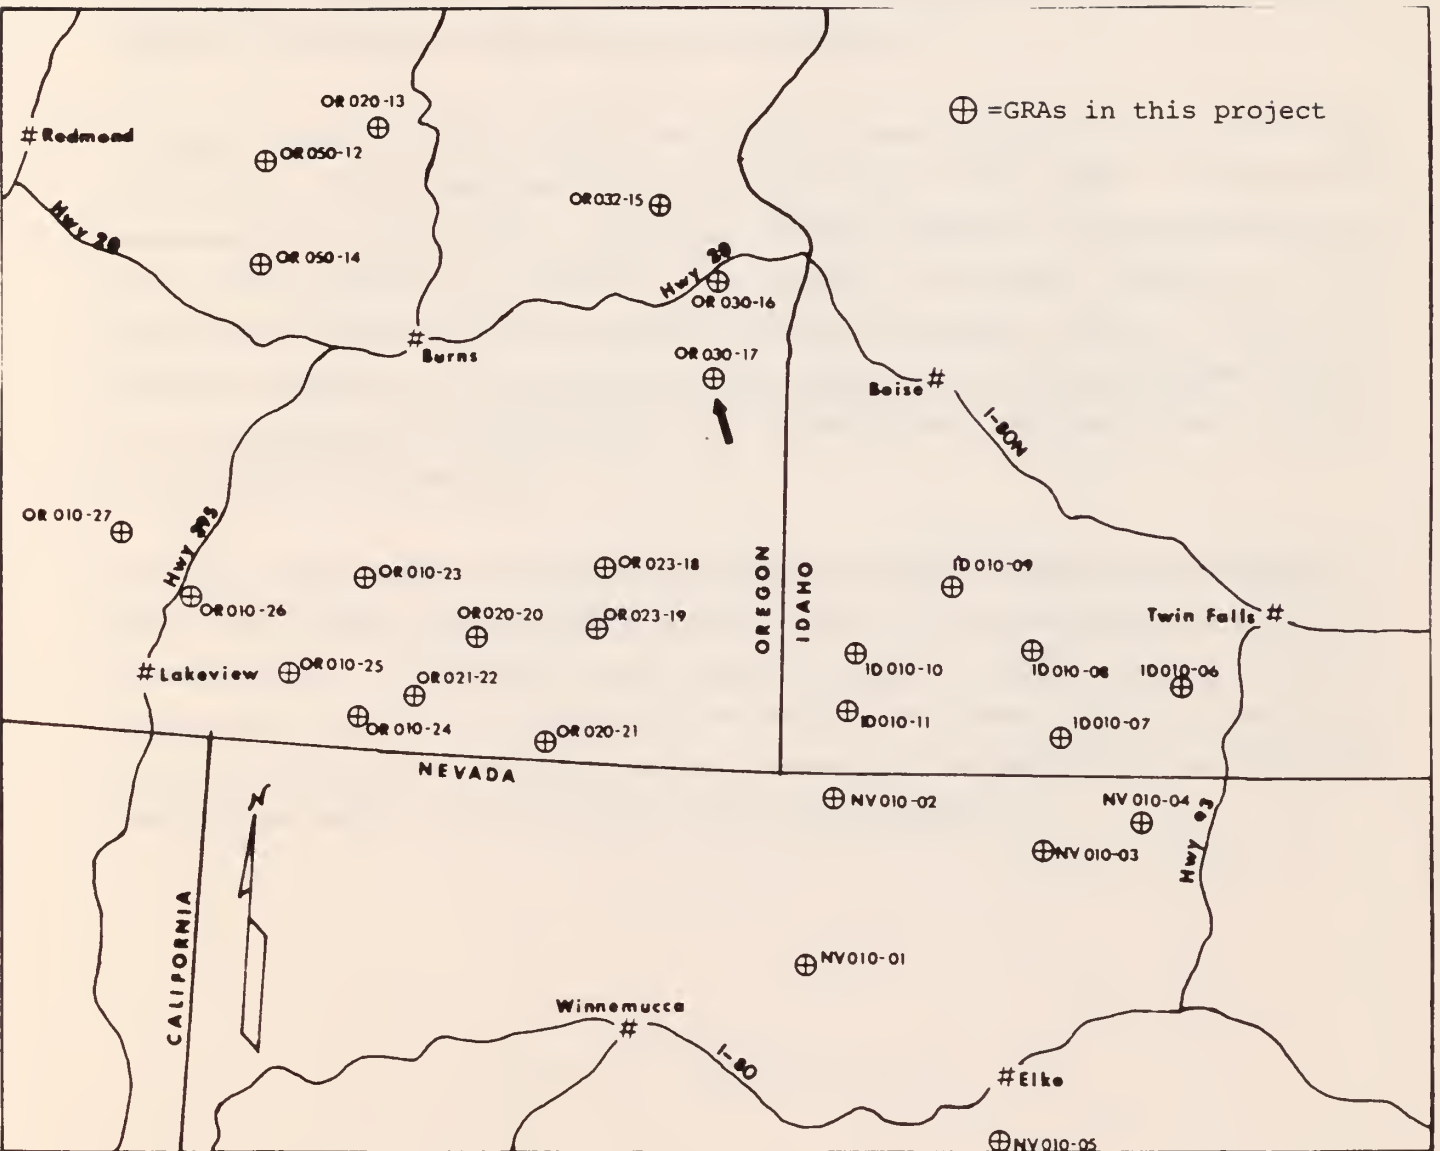 OR 020-13
=GRAs in this project
Redmond
OR 050-12
OR 032-15
Hwy 20
OR 050-14
Hwy 20
OR 030-16
OR 030-17
Burns
Boise
I-80N
OR 010-27
Hwy 395
OR 010-23
OR 023-18
OREGON
IDAHO
ID 010-09
OR 010-26
OR 020-20
OR 023-19
Twin Falls
Lakeview
OR 010-25
OR 021-22
ID 010-10
ID 010-08
ID 010-06
OR 010-24
OR 020-21
ID 010-11
ID 010-07
NEVADA
N
NV 010-02
NV 010-04
Hwy 93
NV 010-03
CALIFORNIA
NV 010-01
Winnemucca
I-80
Elko
NV 010-05